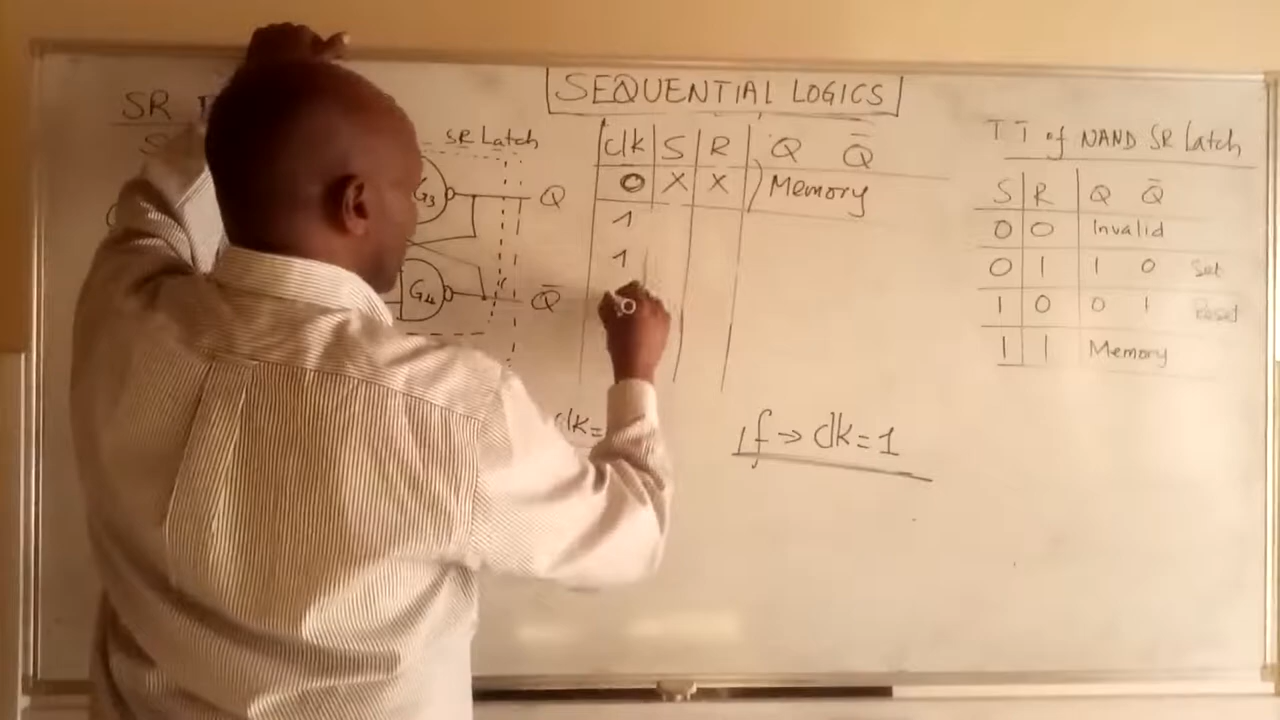 SEQUENTIAL LOGICS
SR
S
SR Latch
G3
Q
G4
Q̄
clk S R Q Q̄
0 X X Memory
1
1
clk=
If → clk=1
TT of NAND SR Latch
S R Q Q̄
0 0 Invalid
0 1 1 0 Set
1 0 0 1 Reset
1 1 Memory